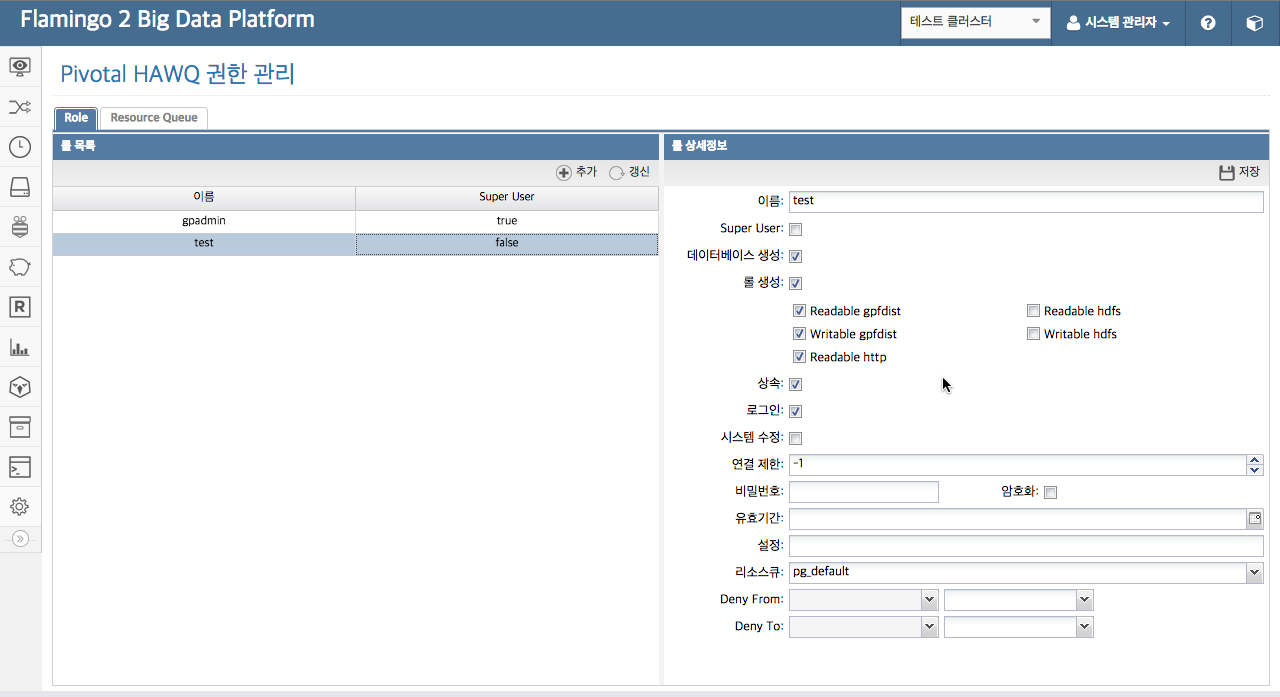 Flamingo 2 Big Data Platform
테스트 클러스터
시스템 관리자
Pivotal HAWQ 권한 관리
Role
Resource Queue
롤 목록
추가
갱신
이름
Super User
gpadmin
true
test
false
롤 상세정보
저장
이름: test
Super User:
데이터베이스 생성:
롤 생성:
Readable gpfdist
Readable hdfs
Writable gpfdist
Writable hdfs
Readable http
상속:
로그인:
시스템 수정:
연결 제한: -1
비밀번호:
암호화:
유효기간:
설정:
리소스큐: pg_default
Deny From:
Deny To:
R